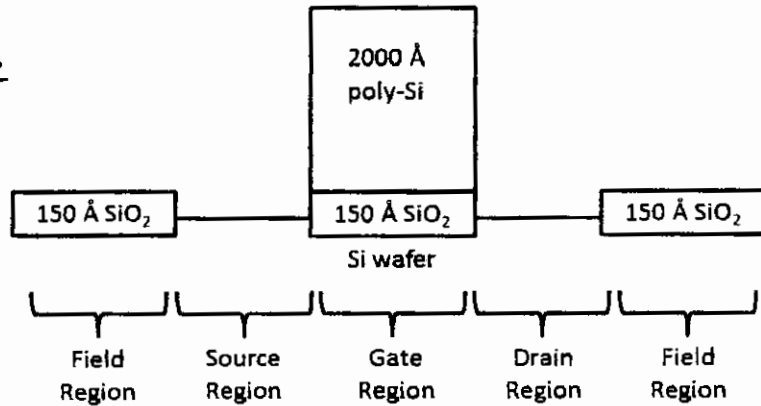 2000 Å
poly-Si
150 Å SiO₂
150 Å SiO₂
150 Å SiO₂
Si wafer
Field
Region
Source
Region
Gate
Region
Drain
Region
Field
Region